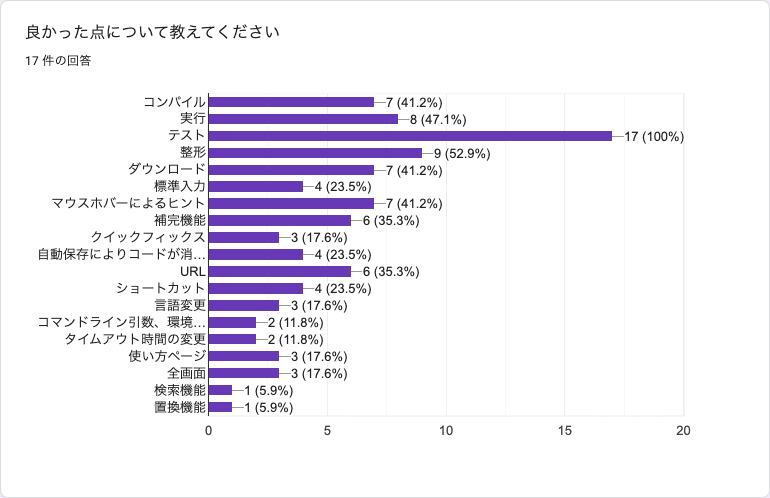 良かった点について教えてください
17 件の回答
コンパイル 7 (41.2%)
実行 8 (47.1%)
テスト 17 (100%)
整形 9 (52.9%)
ダウンロード 7 (41.2%)
標準入力 4 (23.5%)
マウスホバーによるヒント 7 (41.2%)
補完機能 6 (35.3%)
クイックフィックス 3 (17.6%)
自動保存によりコードが消… 4 (23.5%)
URL 6 (35.3%)
ショートカット 4 (23.5%)
言語変更 3 (17.6%)
コマンドライン引数、環境… 2 (11.8%)
タイムアウト時間の変更 2 (11.8%)
使い方ページ 3 (17.6%)
全画面 3 (17.6%)
検索機能 1 (5.9%)
置換機能 1 (5.9%)
0 5 10 15 20